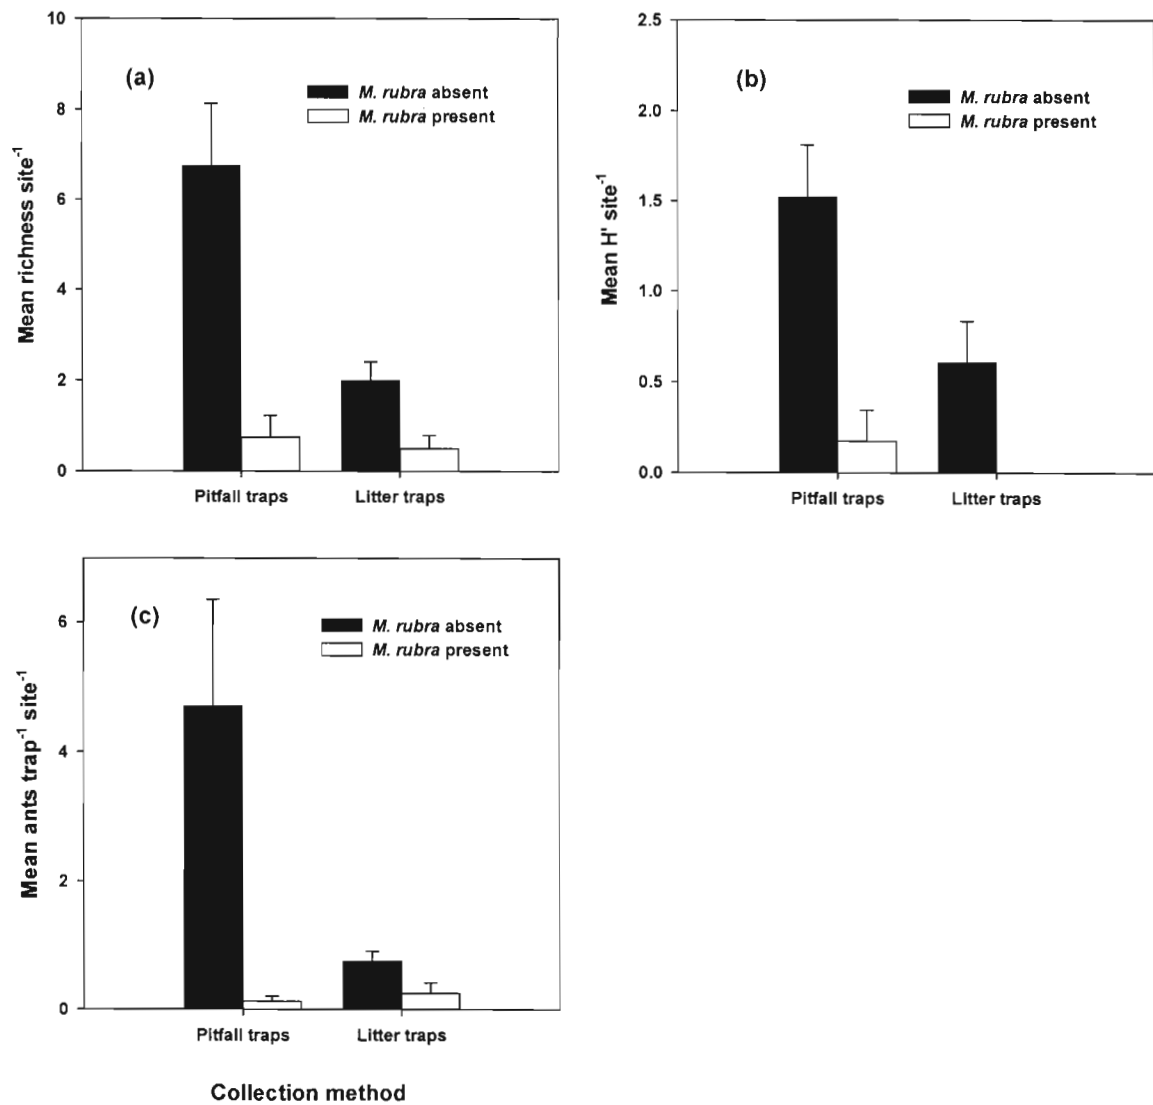 (a)
M. rubra absent
M. rubra present
Mean richness site⁻¹
10
8
6
4
2
0
Pitfall traps
Litter traps
(b)
M. rubra absent
M. rubra present
Mean H' site⁻¹
2.5
2.0
1.5
1.0
0.5
0.0
Pitfall traps
Litter traps
(c)
M. rubra absent
M. rubra present
Mean ants trap⁻¹ site⁻¹
6
4
2
0
Pitfall traps
Litter traps
Collection method